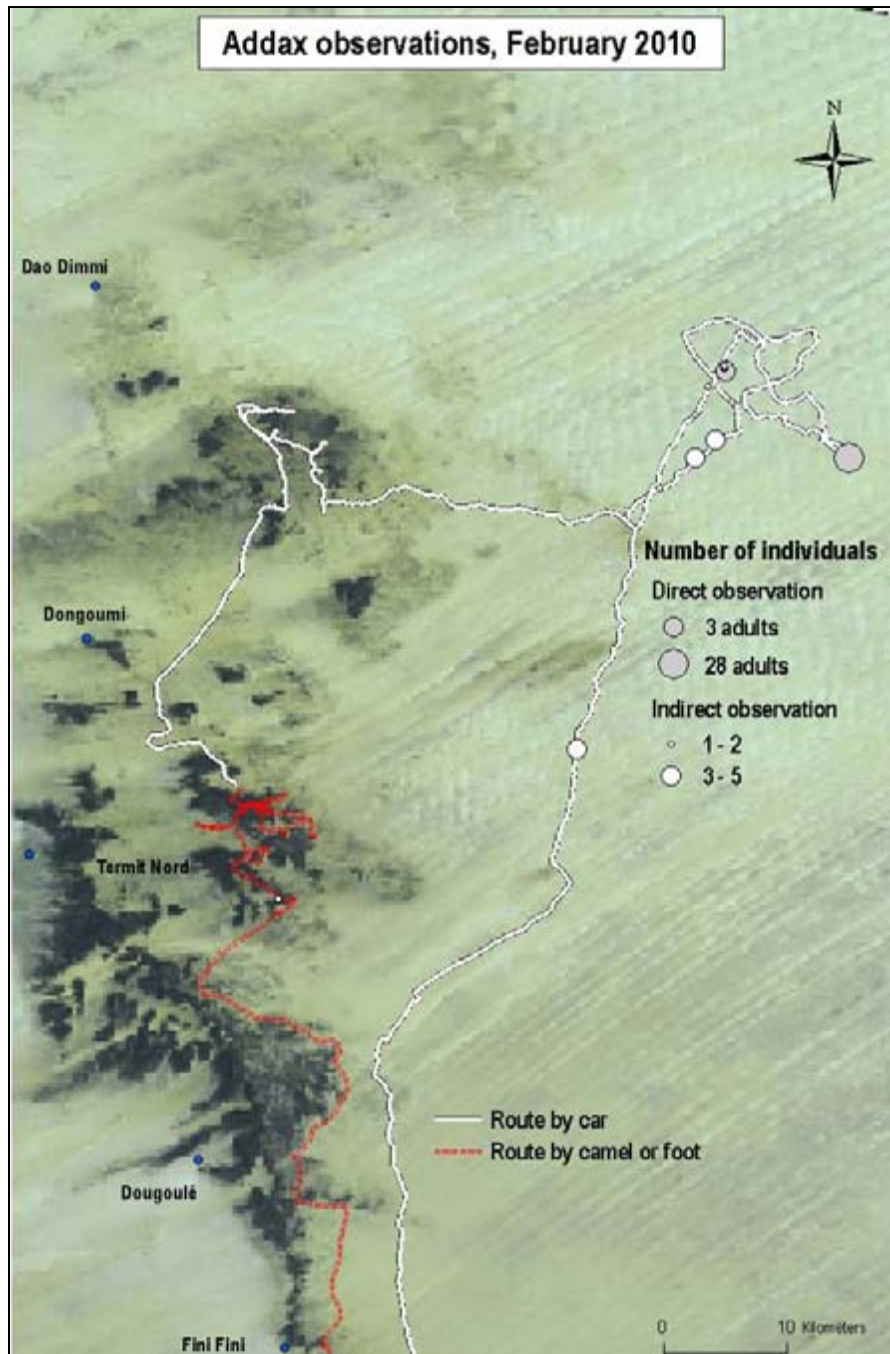 Addax observations, February 2010
N
Dao Dimmi
Number of individuals
Direct observation
3 adults
28 adults
Dongoumi
Indirect observation
1 - 2
3 - 5
Termit Nord
Route by car
Route by camel or foot
Dougoulé
Fini Fini
0 10 Kilometers